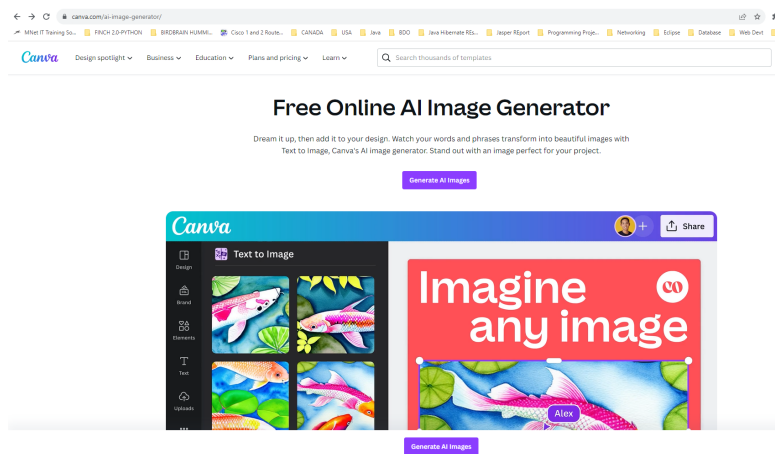 canva.com/ai-image-generator/
MNet IT Training So... FINCH 2.0-PYTHON BIRDBRAIN HUMMI... Cisco 1 and 2 Route... CANADA USA Java BDO Java Hibernate REs... Jasper REport Programming Proje... Networking Eclipse Database Web Devt
Canva Design spotlight Business Education Plans and pricing Learn Search thousands of templates
Free Online AI Image Generator
Dream it up, then add it to your design. Watch your words and phrases transform into beautiful images with
Text to Image, Canva's AI image generator. Stand out with an image perfect for your project.
Generate AI Images
Canva
Share
Text to Image
Design
Brand
Elements
Text
Uploads
Imagine
any image
co
Alex
Generate AI Images